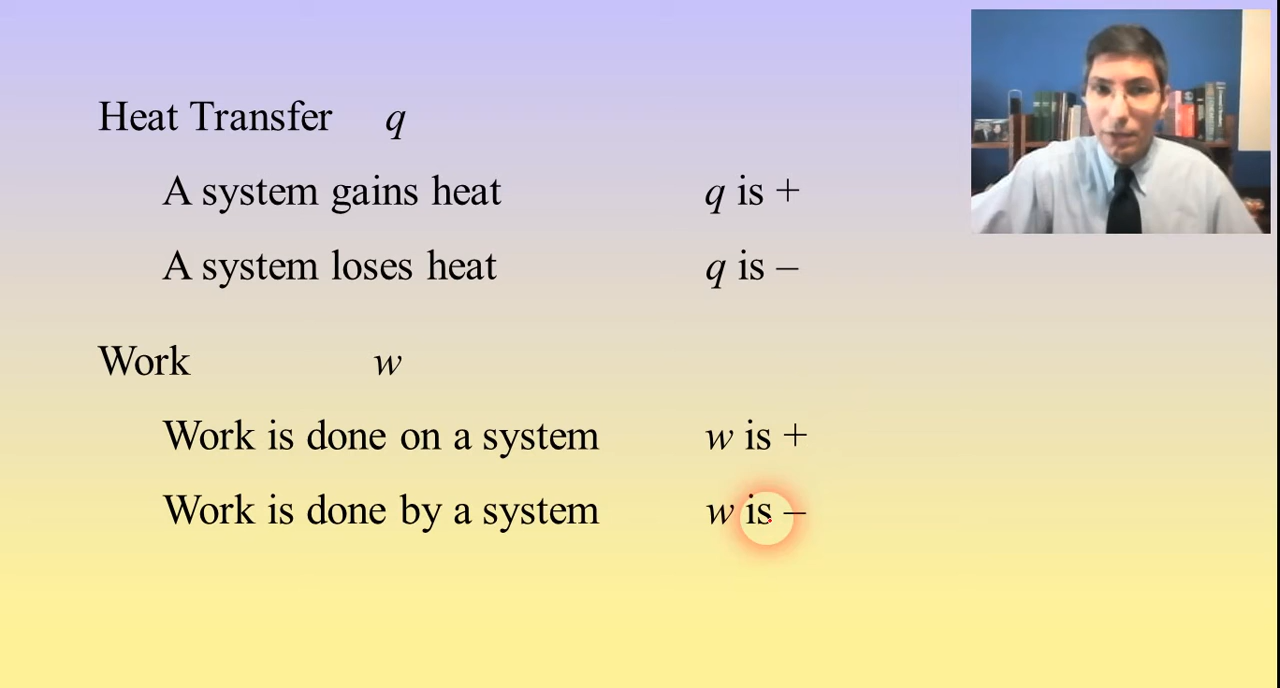 Heat Transfer q
A system gains heat q is +
A system loses heat q is –
Work w
Work is done on a system w is +
Work is done by a system w is –